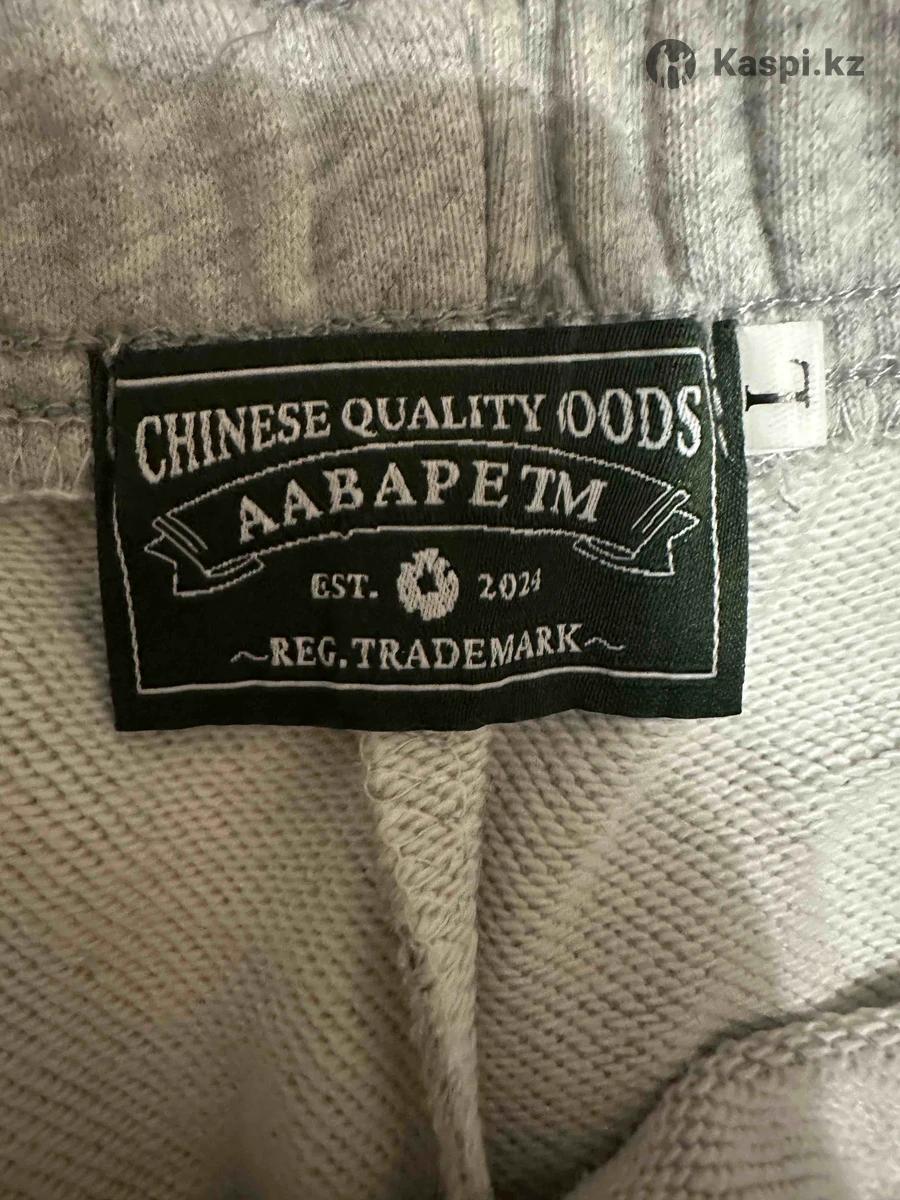 Kaspi.kz
CHINESE QUALITY OODS
L
AABAPE TM
EST. 2024
~REG. TRADEMARK~